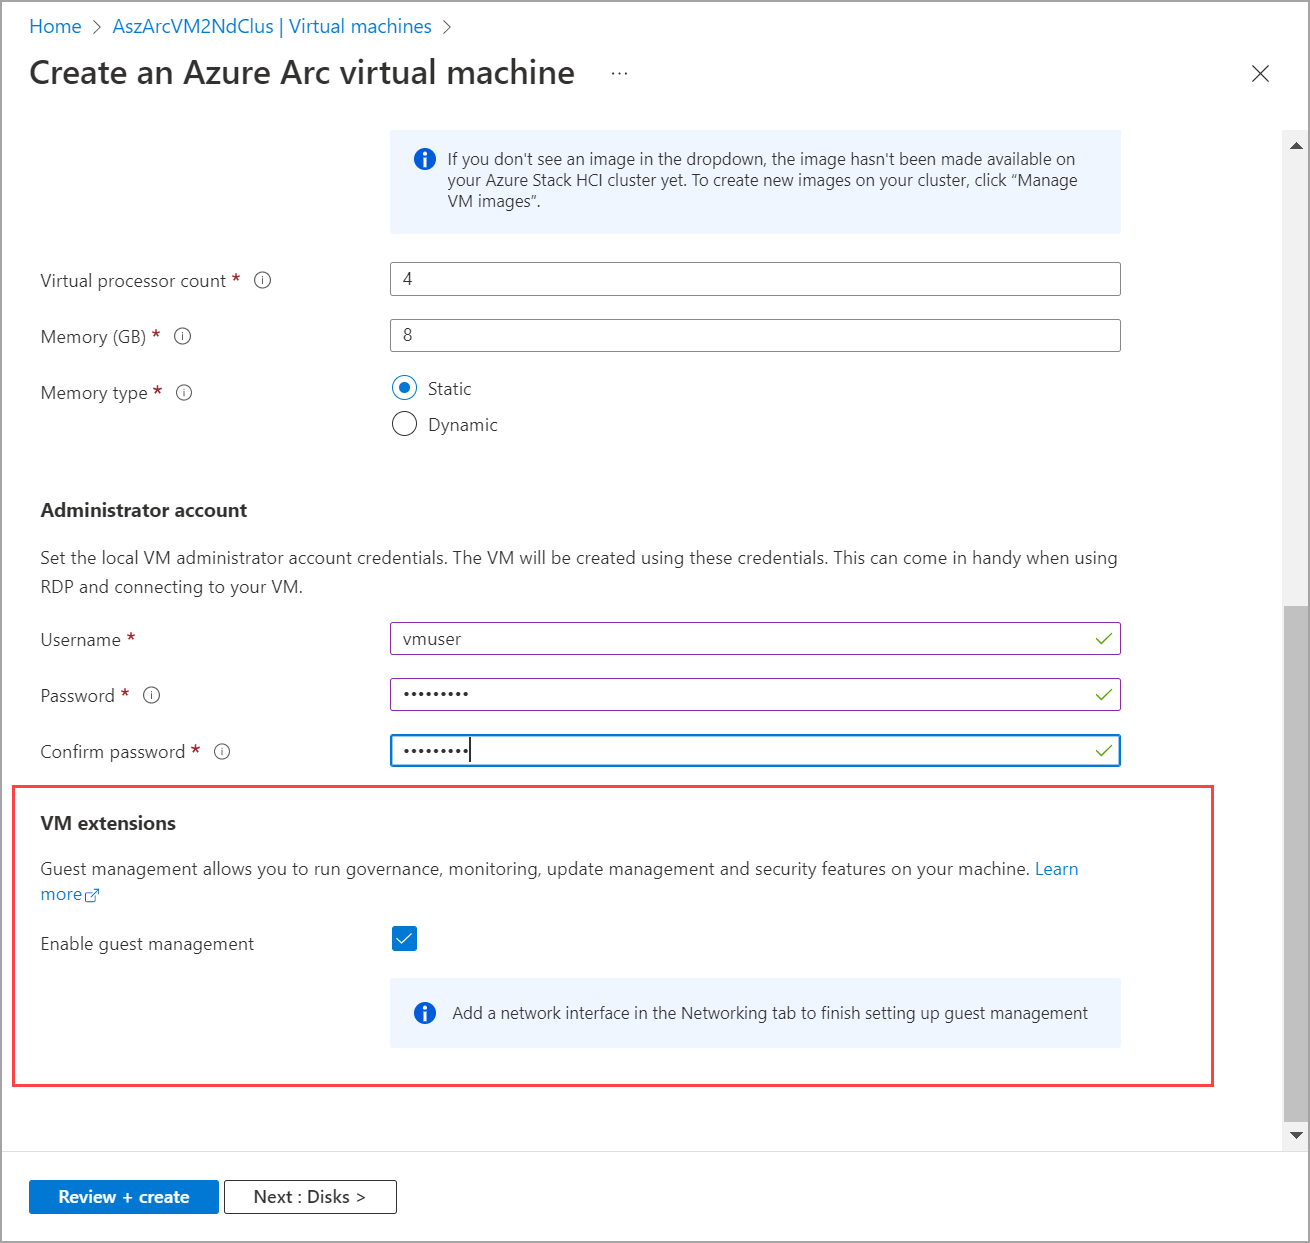 Home > AszArcVM2NdClus | Virtual machines >
Create an Azure Arc virtual machine ...
If you don't see an image in the dropdown, the image hasn't been made available on
your Azure Stack HCI cluster yet. To create new images on your cluster, click “Manage
VM images”.
Virtual processor count * 4
Memory (GB) * 8
Memory type * Static
Dynamic
Administrator account
Set the local VM administrator account credentials. The VM will be created using these credentials. This can come in handy when using
RDP and connecting to your VM.
Username * vmuser
Password * •••••••••
Confirm password * •••••••••
VM extensions
Guest management allows you to run governance, monitoring, update management and security features on your machine. Learn
more
Enable guest management
Add a network interface in the Networking tab to finish setting up guest management
Review + create Next : Disks >